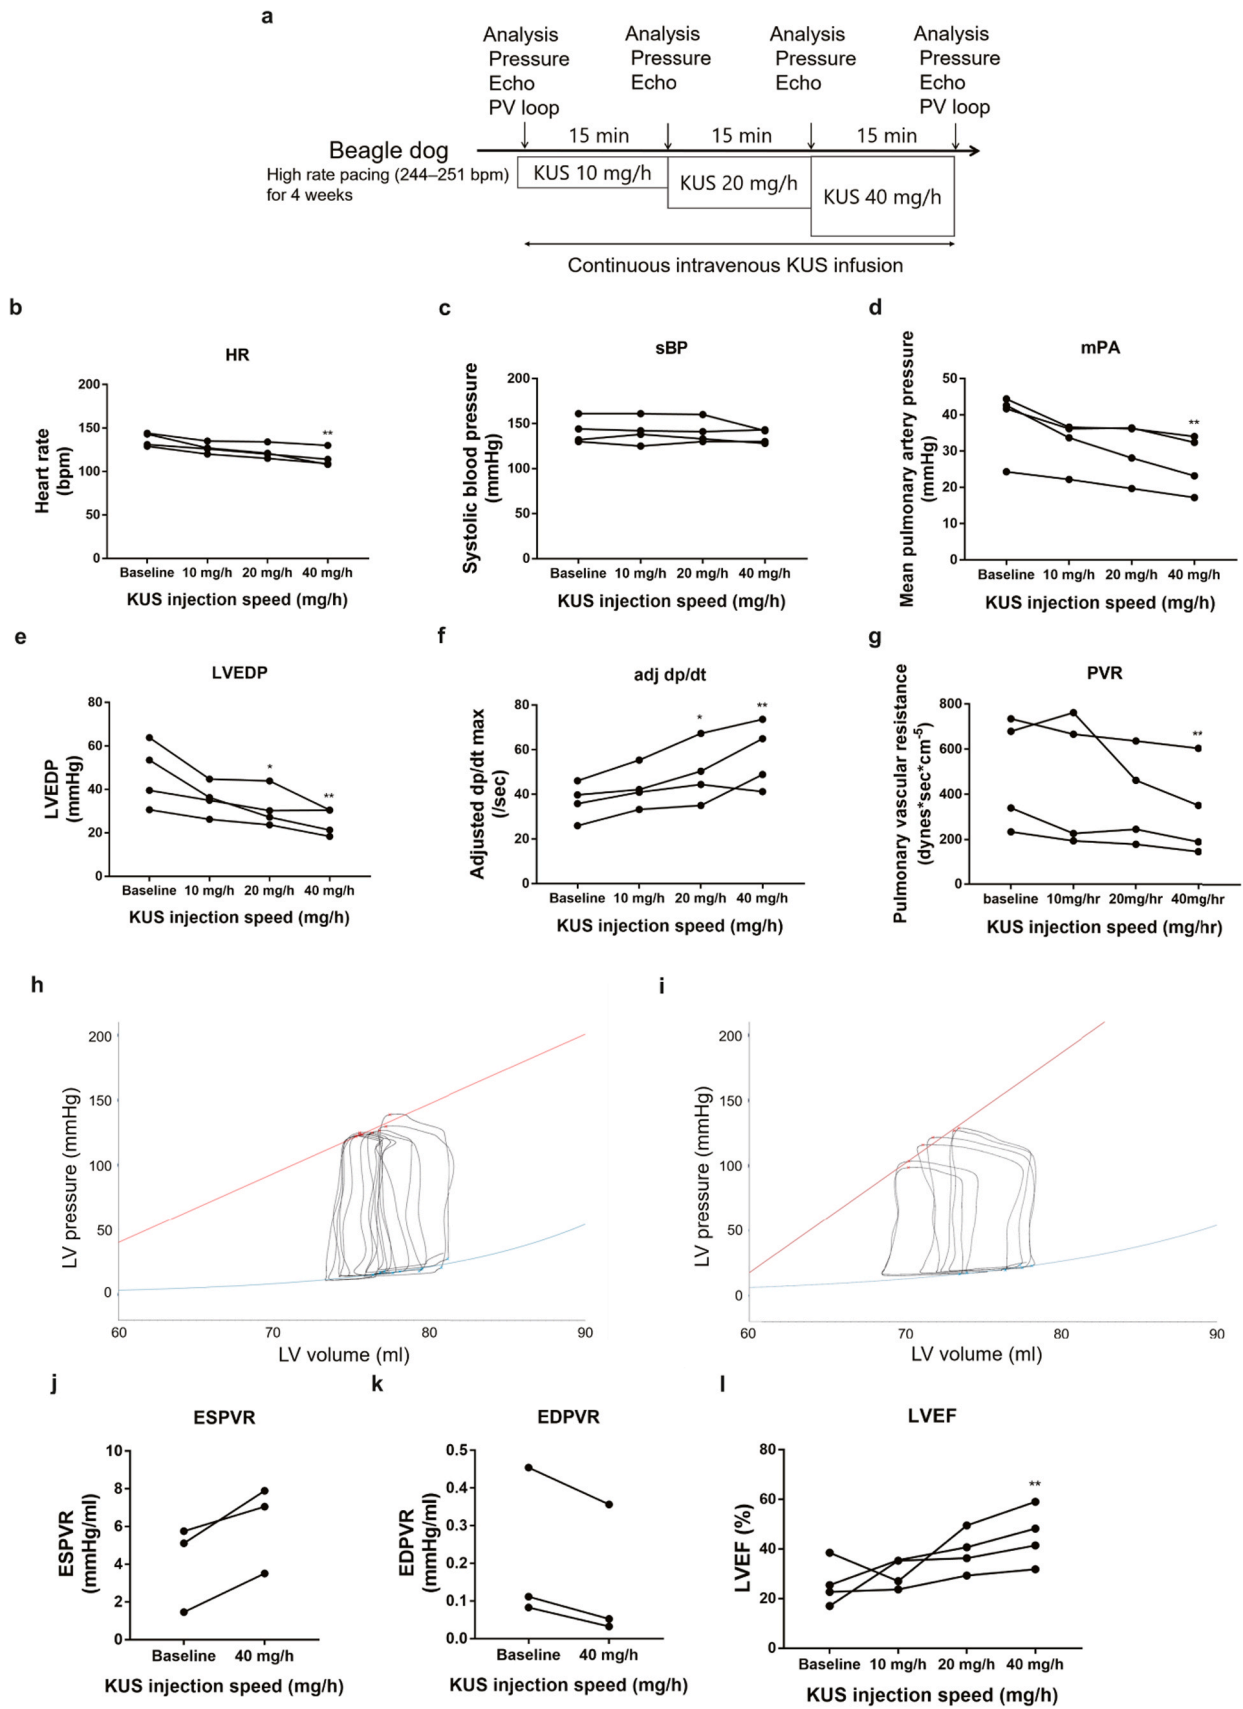 a
Analysis Analysis Analysis Analysis
Pressure Pressure Pressure Pressure
Echo Echo Echo Echo
PV loop PV loop
15 min 15 min 15 min
Beagle dog
High rate pacing (244–251 bpm)
for 4 weeks
KUS 10 mg/h
KUS 20 mg/h
KUS 40 mg/h
Continuous intravenous KUS infusion
b
HR
Heart rate
(bpm)
200
150
100
50
0
**
Baseline 10 mg/h 20 mg/h 40 mg/h
KUS injection speed (mg/h)
c
sBP
Systolic blood pressure
(mmHg)
200
150
100
50
0
Baseline 10 mg/h 20 mg/h 40 mg/h
KUS injection speed (mg/h)
d
mPA
Mean pulmonary artery pressure
(mmHg)
50
40
30
20
10
0
**
Baseline 10 mg/h 20 mg/h 40 mg/h
KUS injection speed (mg/h)
e
LVEDP
LVEDP
(mmHg)
80
60
40
20
0
*
**
Baseline 10 mg/h 20 mg/h 40 mg/h
KUS injection speed (mg/h)
f
adj dp/dt
Adjusted dp/dt max
(/sec)
80
60
40
20
0
*
**
Baseline 10 mg/h 20 mg/h 40 mg/h
KUS injection speed (mg/h)
g
PVR
Pulmonary vascular resistance
(dynes*sec*cm-5)
800
600
400
200
0
**
baseline 10mg/hr 20mg/hr 40mg/hr
KUS injection speed (mg/hr)
h
LV pressure (mmHg)
200
150
100
50
0
60 70 80 90
LV volume (ml)
i
LV pressure (mmHg)
200
150
100
50
0
60 70 80 90
LV volume (ml)
j
ESPVR
ESPVR
(mmHg/ml)
10
8
6
4
2
0
Baseline 40 mg/h
KUS injection speed (mg/h)
k
EDPVR
EDPVR
(mmHg/ml)
0.5
0.4
0.3
0.2
0.1
0.0
Baseline 40 mg/h
KUS injection speed (mg/h)
l
LVEF
LVEF (%)
80
60
40
20
0
**
Baseline 10 mg/h 20 mg/h 40 mg/h
KUS injection speed (mg/h)